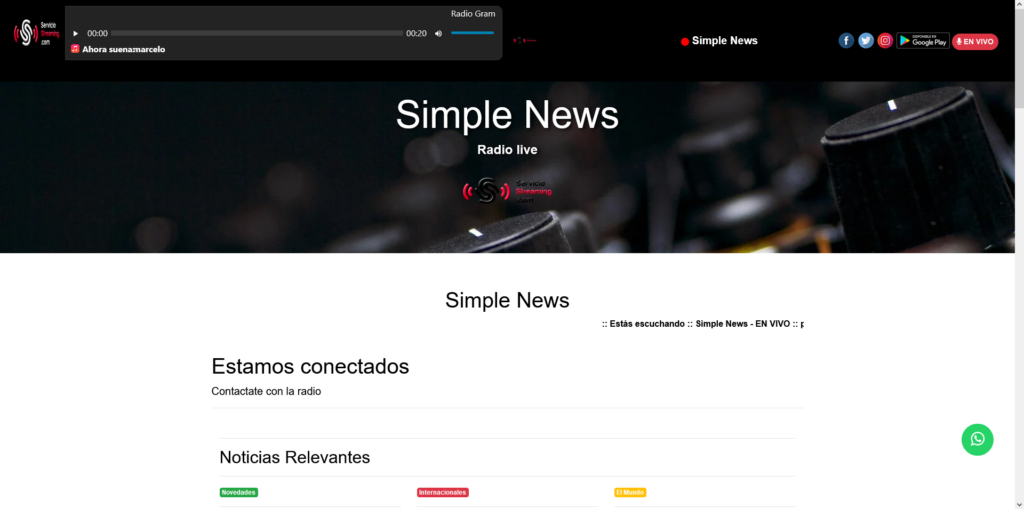 Servicio
Streaming
.com
Radio Gram
00:00
00:20
Ahora suena:marcelo
Simple News
DISPONIBLE EN
Google Play
EN VIVO
Simple News
Radio live
Servicio
Streaming
.com
Simple News
:: Estás escuchando :: Simple News - EN VIVO :: p
Estamos conectados
Contactate con la radio
Noticias Relevantes
Novedades
Internacionales
El Mundo